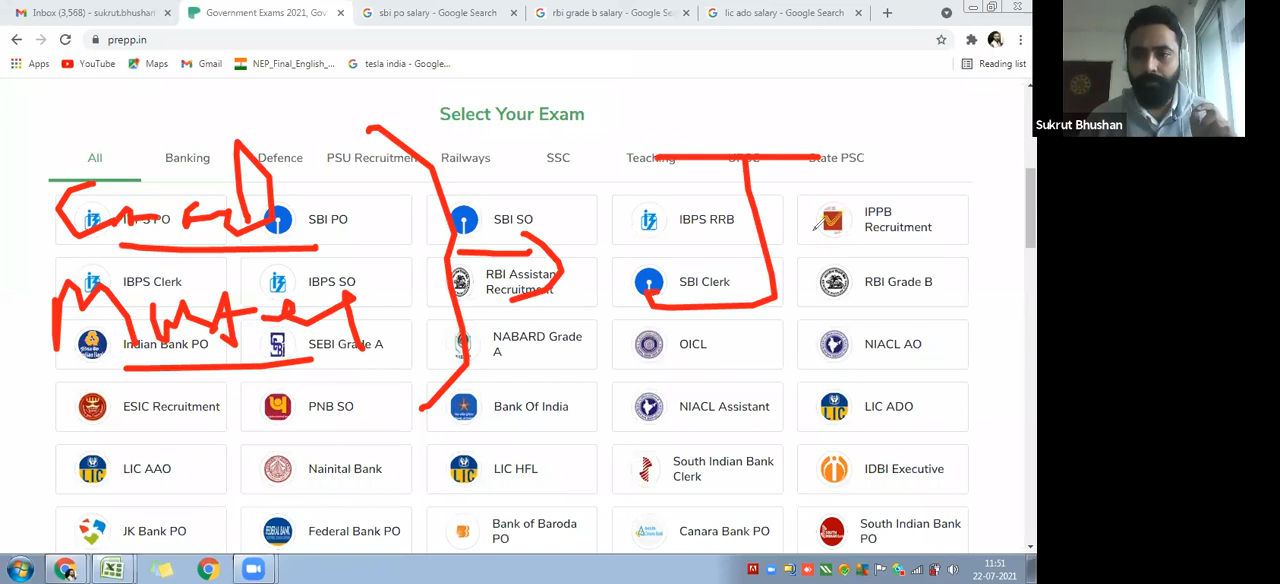 Inbox (3,568) - sukrut.bhushan
Government Exams 2021, Gov
sbi po salary - Google Search
rbi grade b salary - Google Se
lic ado salary - Google Search
prepp.in
Apps YouTube Maps Gmail NEP_Final_English_... tesla india - Google... Reading list
Sukrut Bhushan
Select Your Exam
All Banking Defence PSU Recruitment Railways SSC Teaching UPSC State PSC
IBPS PO SBI PO SBI SO IBPS RRB IPPB Recruitment
IBPS Clerk IBPS SO RBI Assistant Recruitment SBI Clerk RBI Grade B
Indian Bank PO SEBI Grade A NABARD Grade A OICL NIACL AO
ESIC Recruitment PNB SO Bank Of India NIACL Assistant LIC ADO
LIC AAO Nainital Bank LIC HFL South Indian Bank Clerk IDBI Executive
JK Bank PO Federal Bank PO Bank of Baroda PO Canara Bank PO South Indian Bank PO
11:51
22-07-2021